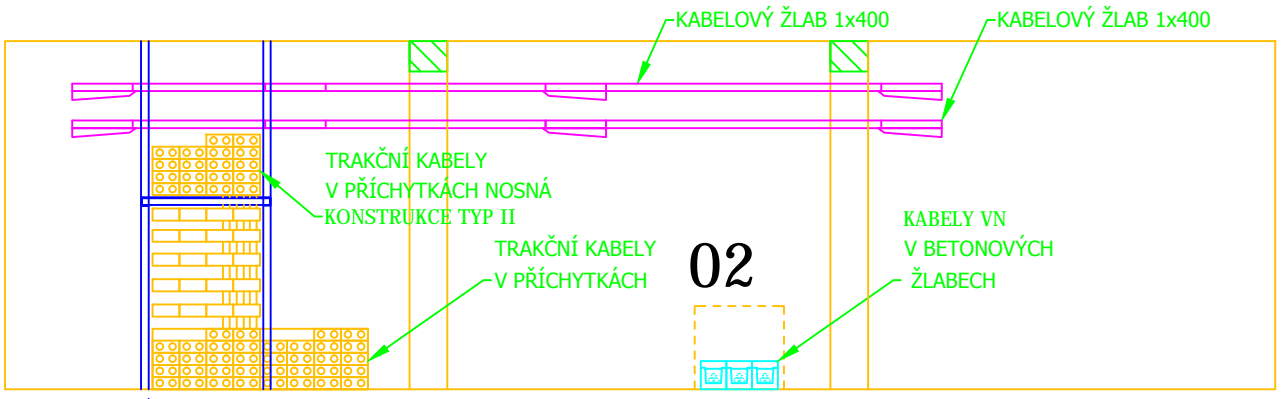 KABELOVÝ ŽLAB 1x400
KABELOVÝ ŽLAB 1x400
TRAKČNÍ KABELY
V PŘÍCHYTKÁCH NOSNÁ
KONSTRUKCE TYP II
TRAKČNÍ KABELY
V PŘÍCHYTKÁCH
02
KABELY VN
V BETONOVÝCH
ŽLABECH